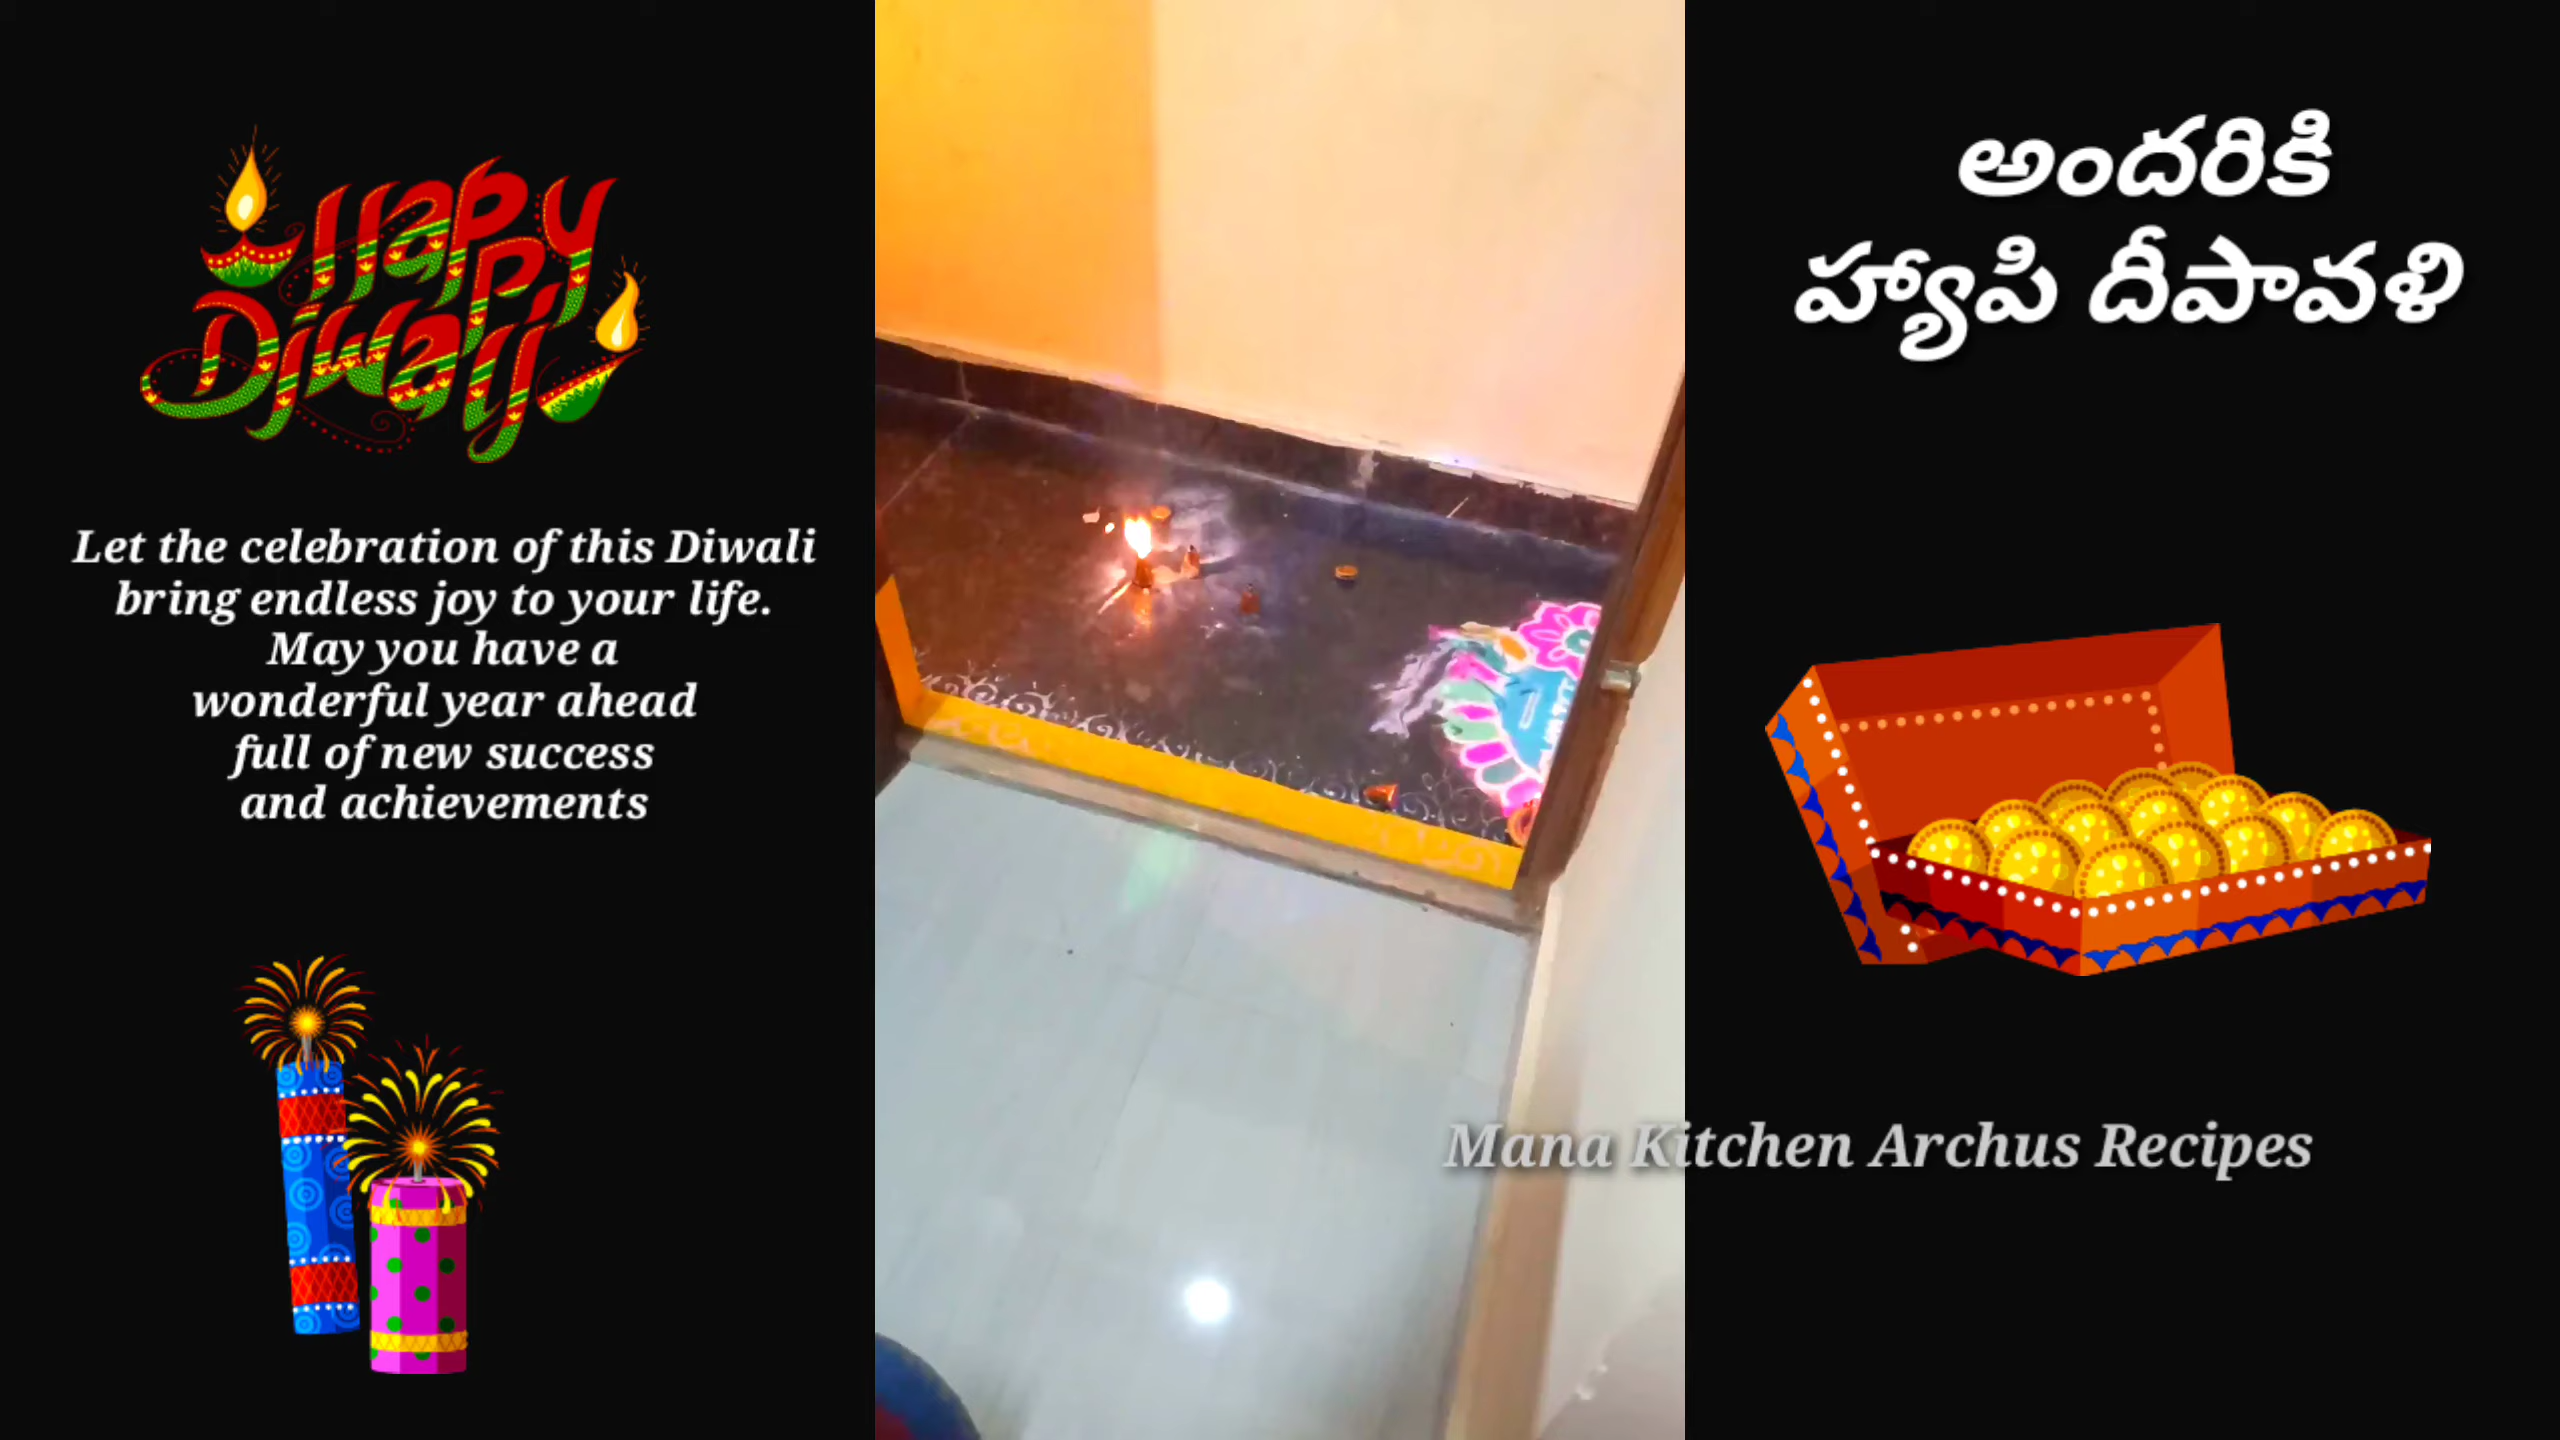 Happy
Diwali
Let the celebration of this Diwali
bring endless joy to your life.
May you have a
wonderful year ahead
full of new success
and achievements
అందరికి
హ్యాపి దీపావళి
Mana Kitchen Archus Recipes